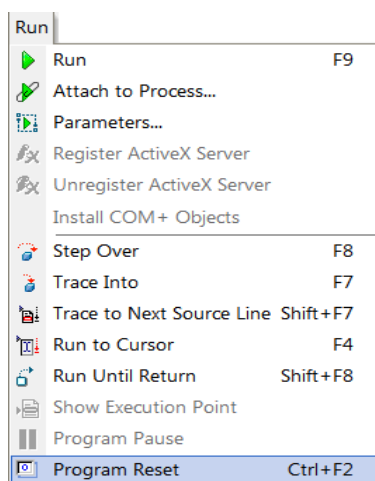 Run
Run F9
Attach to Process...
Parameters...
Register ActiveX Server
Unregister ActiveX Server
Install COM+ Objects
Step Over F8
Trace Into F7
Trace to Next Source Line Shift+F7
Run to Cursor F4
Run Until Return Shift+F8
Show Execution Point
Program Pause
Program Reset Ctrl+F2